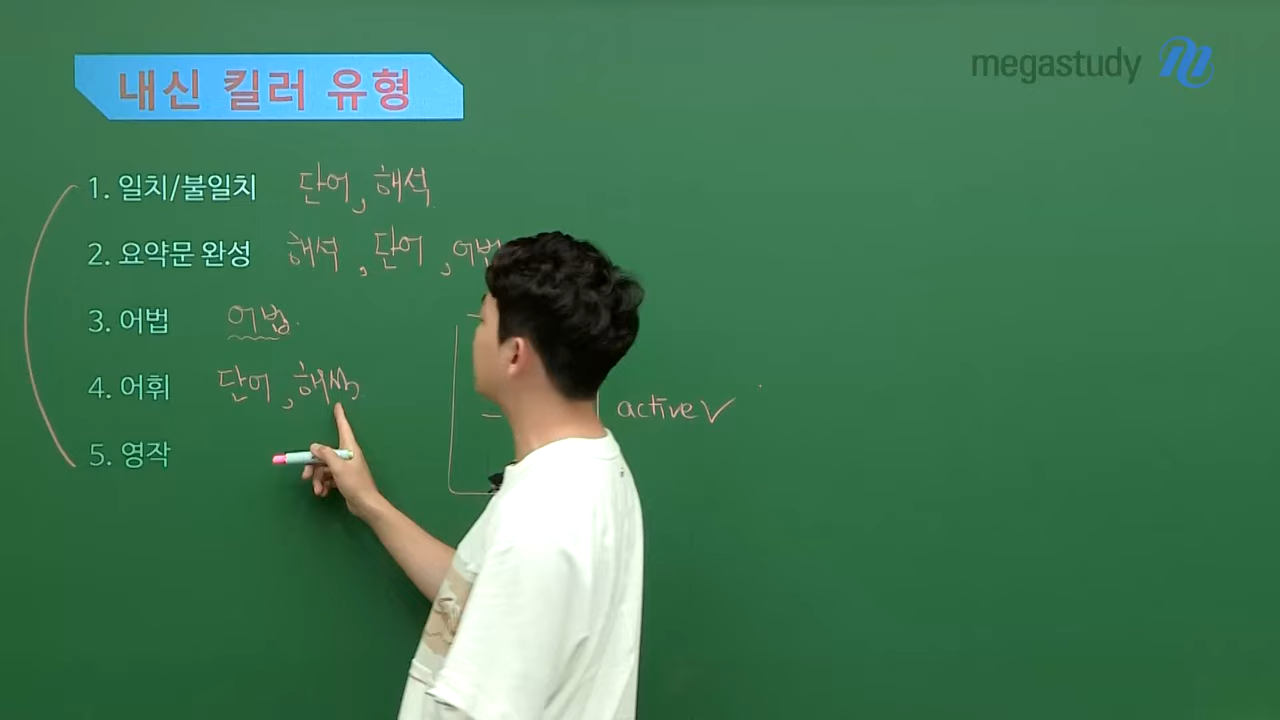 내신 킬러 유형
megastudy
1. 일치/불일치 단어, 해석
2. 요약문 완성 해석, 단어, 어법
3. 어법 어법
4. 어휘 단어, 해석
active
5. 영작